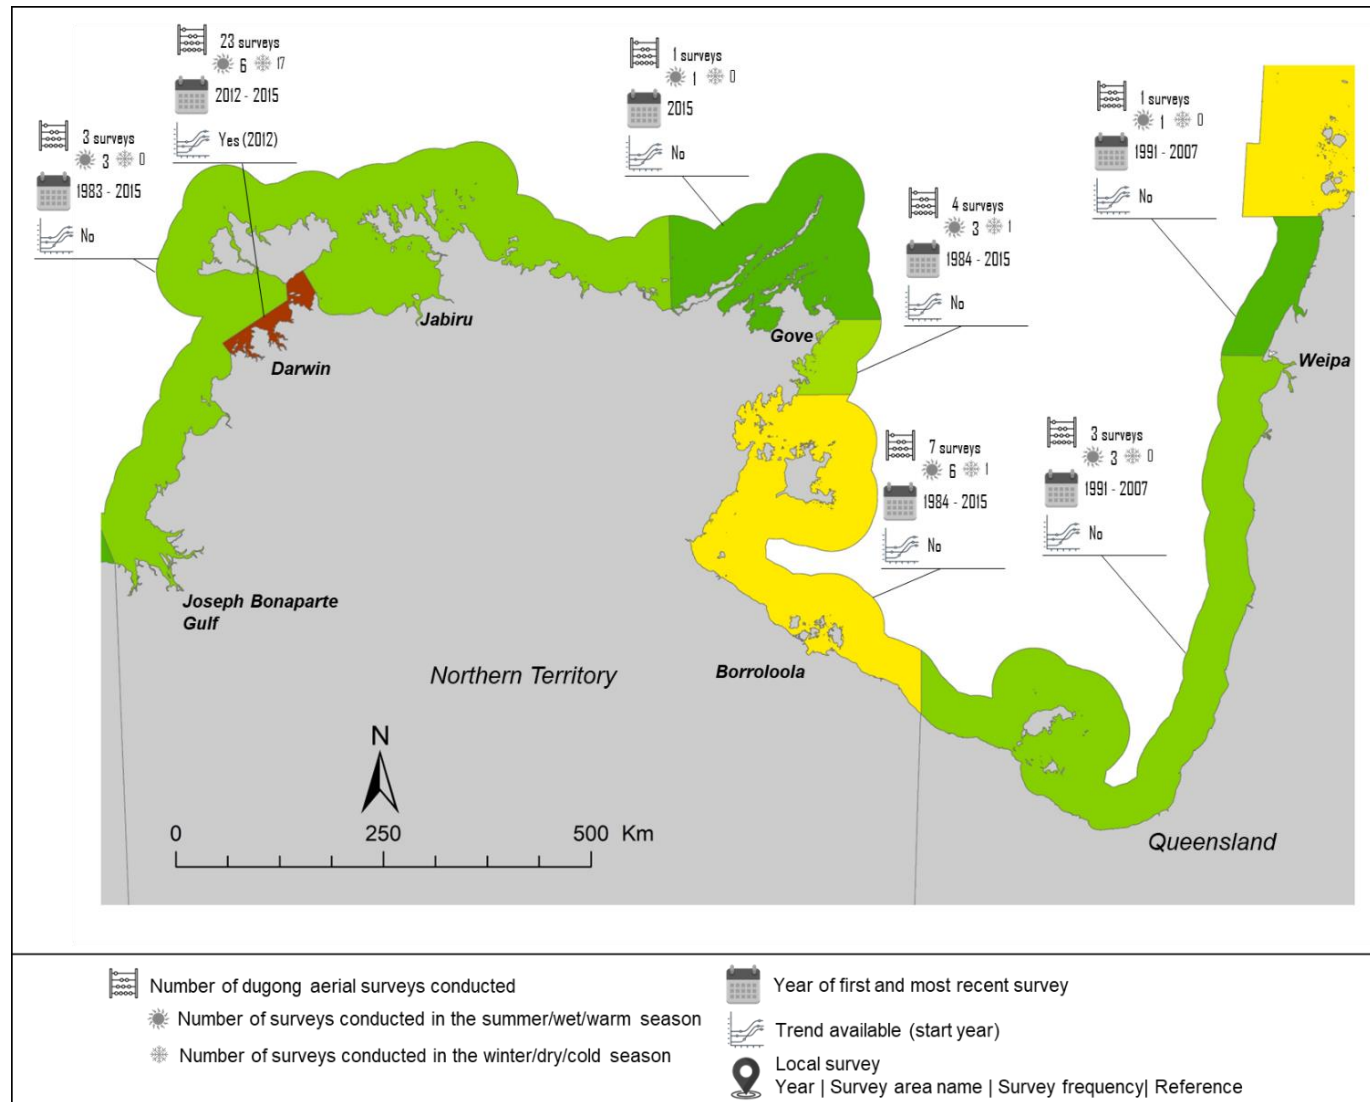 23 surveys
6 17
2012 - 2015
Yes (2012)
1 surveys
1 0
2015
No
1 surveys
1 0
1991 - 2007
No
3 surveys
3 0
1983 - 2015
No
4 surveys
3 1
1984 - 2015
No
Jabiru
Gove
Darwin
Weipa
7 surveys
6 1
1984 - 2015
No
3 surveys
3 0
1991 - 2007
No
Joseph Bonaparte
Gulf
Northern Territory
Borroloola
N
0 250 500 Km
Queensland
Number of dugong aerial surveys conducted
Number of surveys conducted in the summer/wet/warm season
Number of surveys conducted in the winter/dry/cold season
Year of first and most recent survey
Trend available (start year)
Local survey
Year | Survey area name | Survey frequency| Reference